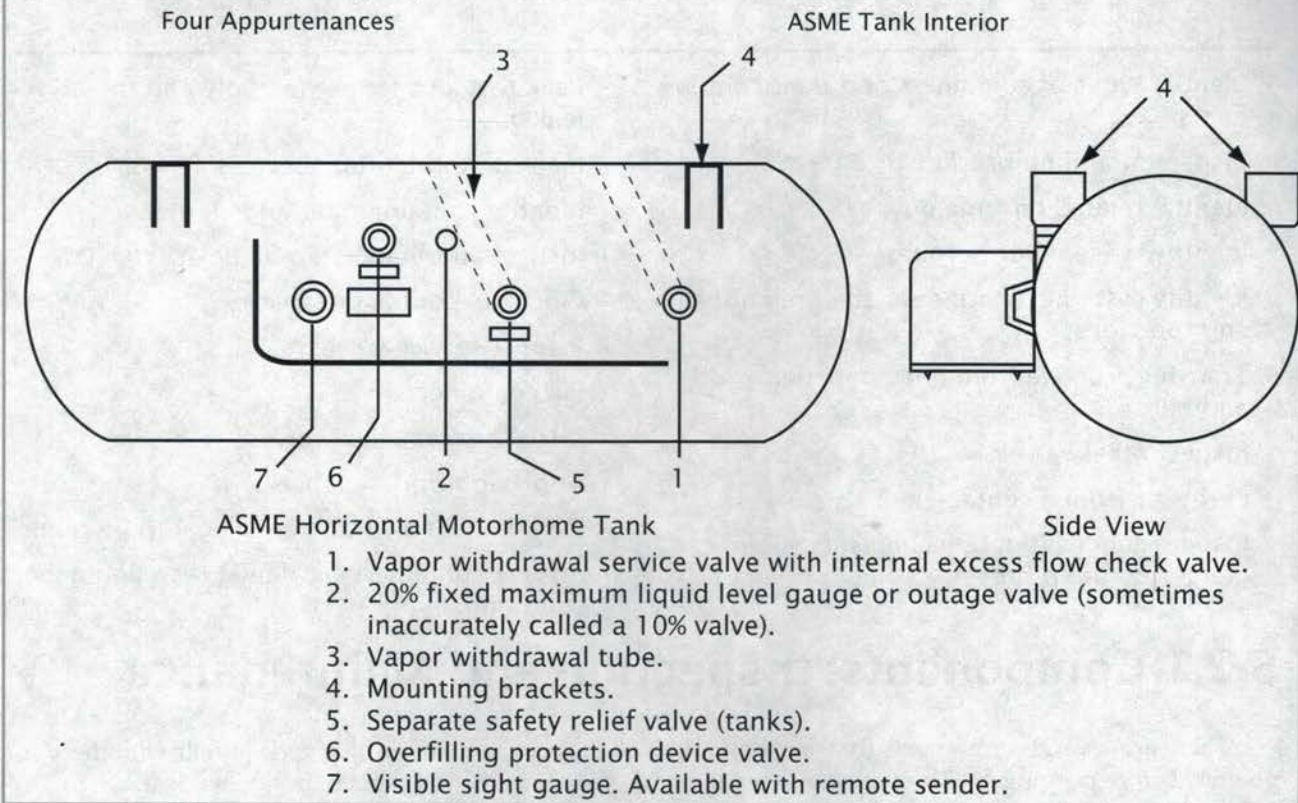 Four Appurtenances ASME Tank Interior
3 4 4
7 6 2 5 1
ASME Horizontal Motorhome Tank Side View
1. Vapor withdrawal service valve with internal excess flow check valve.
2. 20% fixed maximum liquid level gauge or outage valve (sometimes
inaccurately called a 10% valve).
3. Vapor withdrawal tube.
4. Mounting brackets.
5. Separate safety relief valve (tanks).
6. Overfilling protection device valve.
7. Visible sight gauge. Available with remote sender.